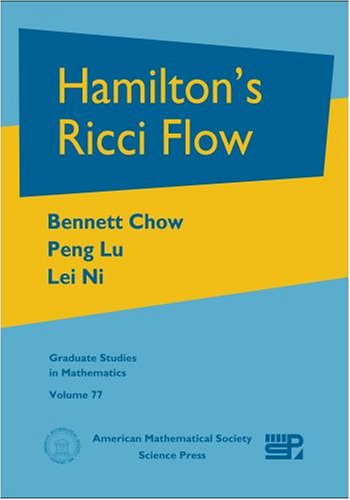 Hamilton's
Ricci Flow
Bennett Chow
Peng Lu
Lei Ni
Graduate Studies
in Mathematics
Volume 77
American Mathematical Society
Science Press